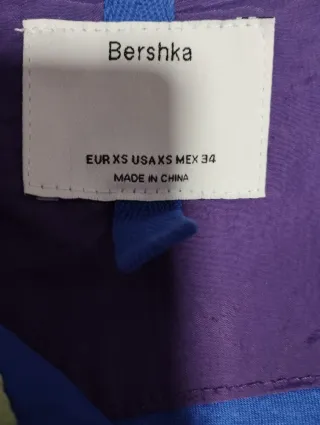 Bershka
EUR XS USA XS MEX 34
MADE IN CHINA